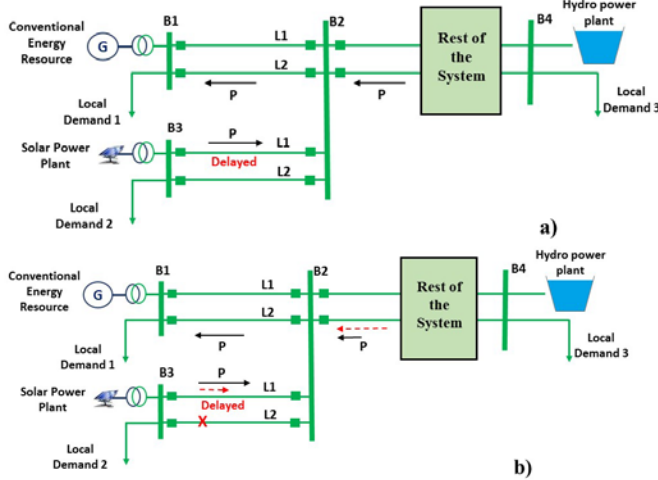 Conventional
Energy
Resource
G
B1
L1
B2
L2
P
P
Rest of
the
System
B4
Hydro power
plant
Local
Demand 1
Local
Demand 3
B3
P
L1
Solar Power
Plant
Delayed
L2
Local
Demand 2
a)
Conventional
Energy
Resource
G
B1
L1
B2
L2
P
P
Rest of
the
System
B4
Hydro power
plant
Local
Demand 1
Local
Demand 3
B3
P
L1
Solar Power
Plant
Delayed
L2
X
Local
Demand 2
b)